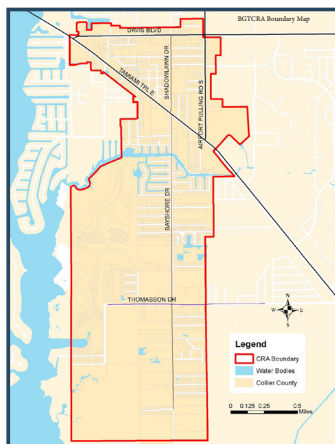 BGTCRA Boundary Map
DAVIS BLVD
TAMIAMI TRL E
SHADOWLAWN DR
AIRPORT PULLING RD S
BAYSHORE DR
THOMASSON DR
N
W
E
S
Legend
CRA Boundary
Water Bodies
Collier County
0 0.125 0.25 0.5
Miles